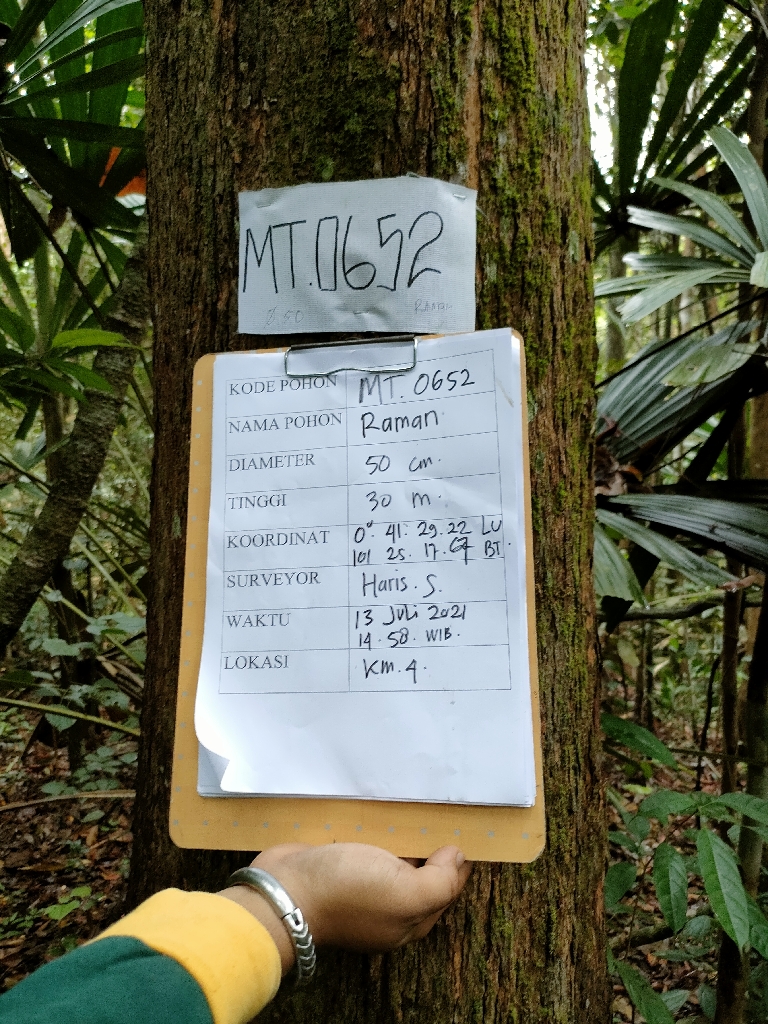 MT.0652
Ø 50 Raman
KODE POHON MT. 0652
NAMA POHON Raman
DIAMETER 50 cm.
TINGGI 30 m.
KOORDINAT 0° 41. 29.22 LU
101 25. 17. 67 BT.
SURVEYOR Haris. S.
WAKTU 13 Juli 2021
14. 58. WIB.
LOKASI KM. 4.